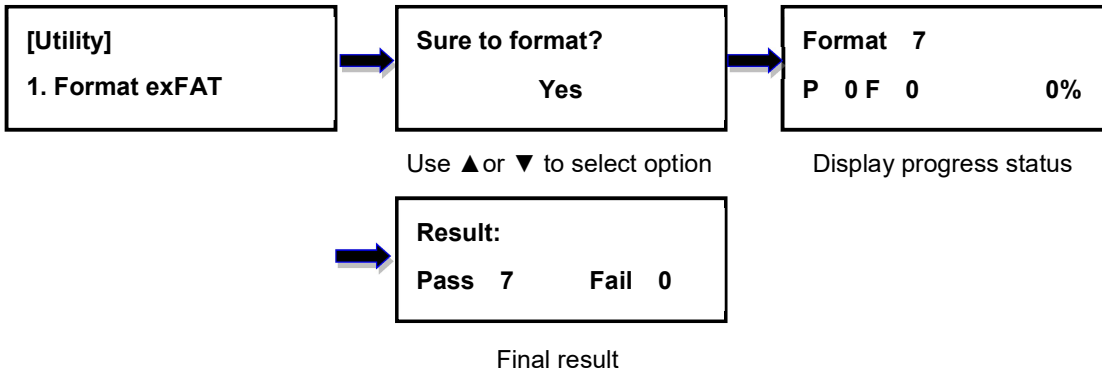 [Utility]
1. Format exFAT
Sure to format?
Yes
Use ▲or ▼ to select option
Format 7
P 0 F 0 0%
Display progress status
Result:
Pass 7 Fail 0
Final result